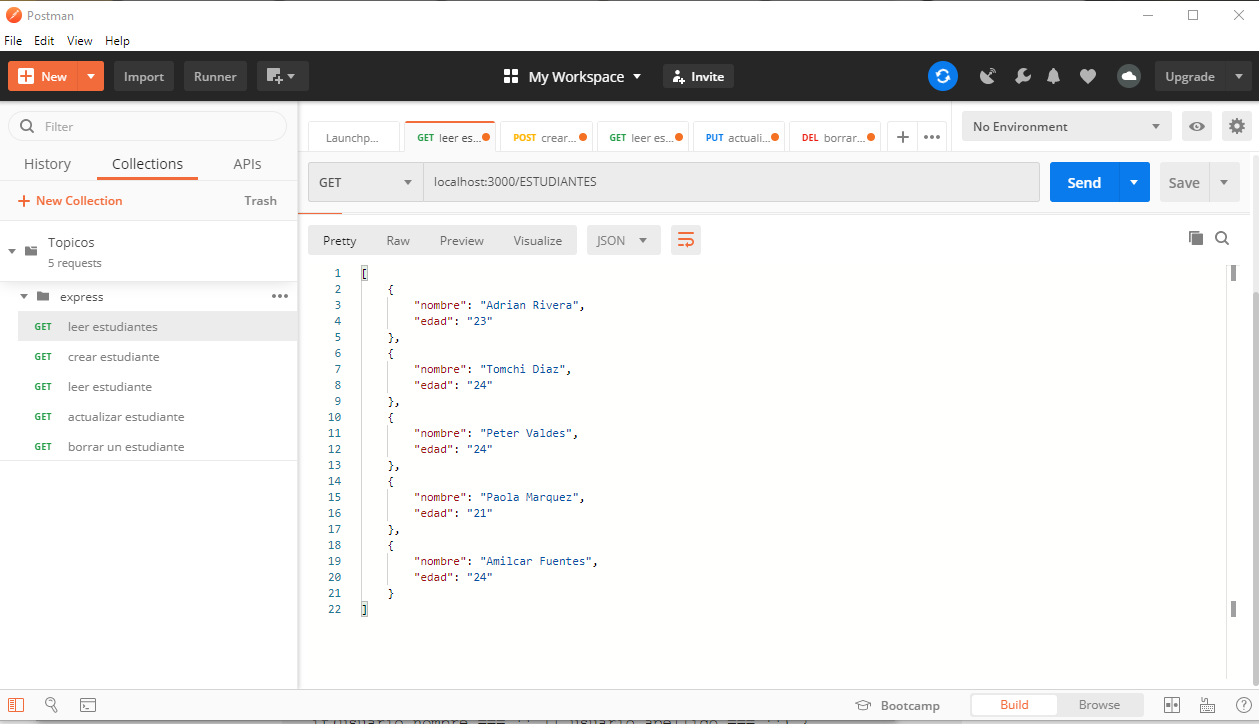 Postman
File Edit View Help
New Import Runner My Workspace Invite Upgrade
Filter
History Collections APIs
New Collection Trash
Topicos
5 requests
express
GET leer estudiantes
GET crear estudiante
GET leer estudiante
GET actualizar estudiante
GET borrar un estudiante
Launchp... GET leer es... POST crear... GET leer es... PUT actuali... DEL borrar... No Environment
GET localhost:3000/ESTUDIANTES Send Save
Pretty Raw Preview Visualize JSON
1 [
2 {
3 "nombre": "Adrian Rivera",
4 "edad": "23"
5 },
6 {
7 "nombre": "Tomchi Diaz",
8 "edad": "24"
9 },
10 {
11 "nombre": "Peter Valdes",
12 "edad": "24"
13 },
14 {
15 "nombre": "Paola Marquez",
16 "edad": "21"
17 },
18 {
19 "nombre": "Amilcar Fuentes",
20 "edad": "24"
21 }
22 ]
Bootcamp Build Browse